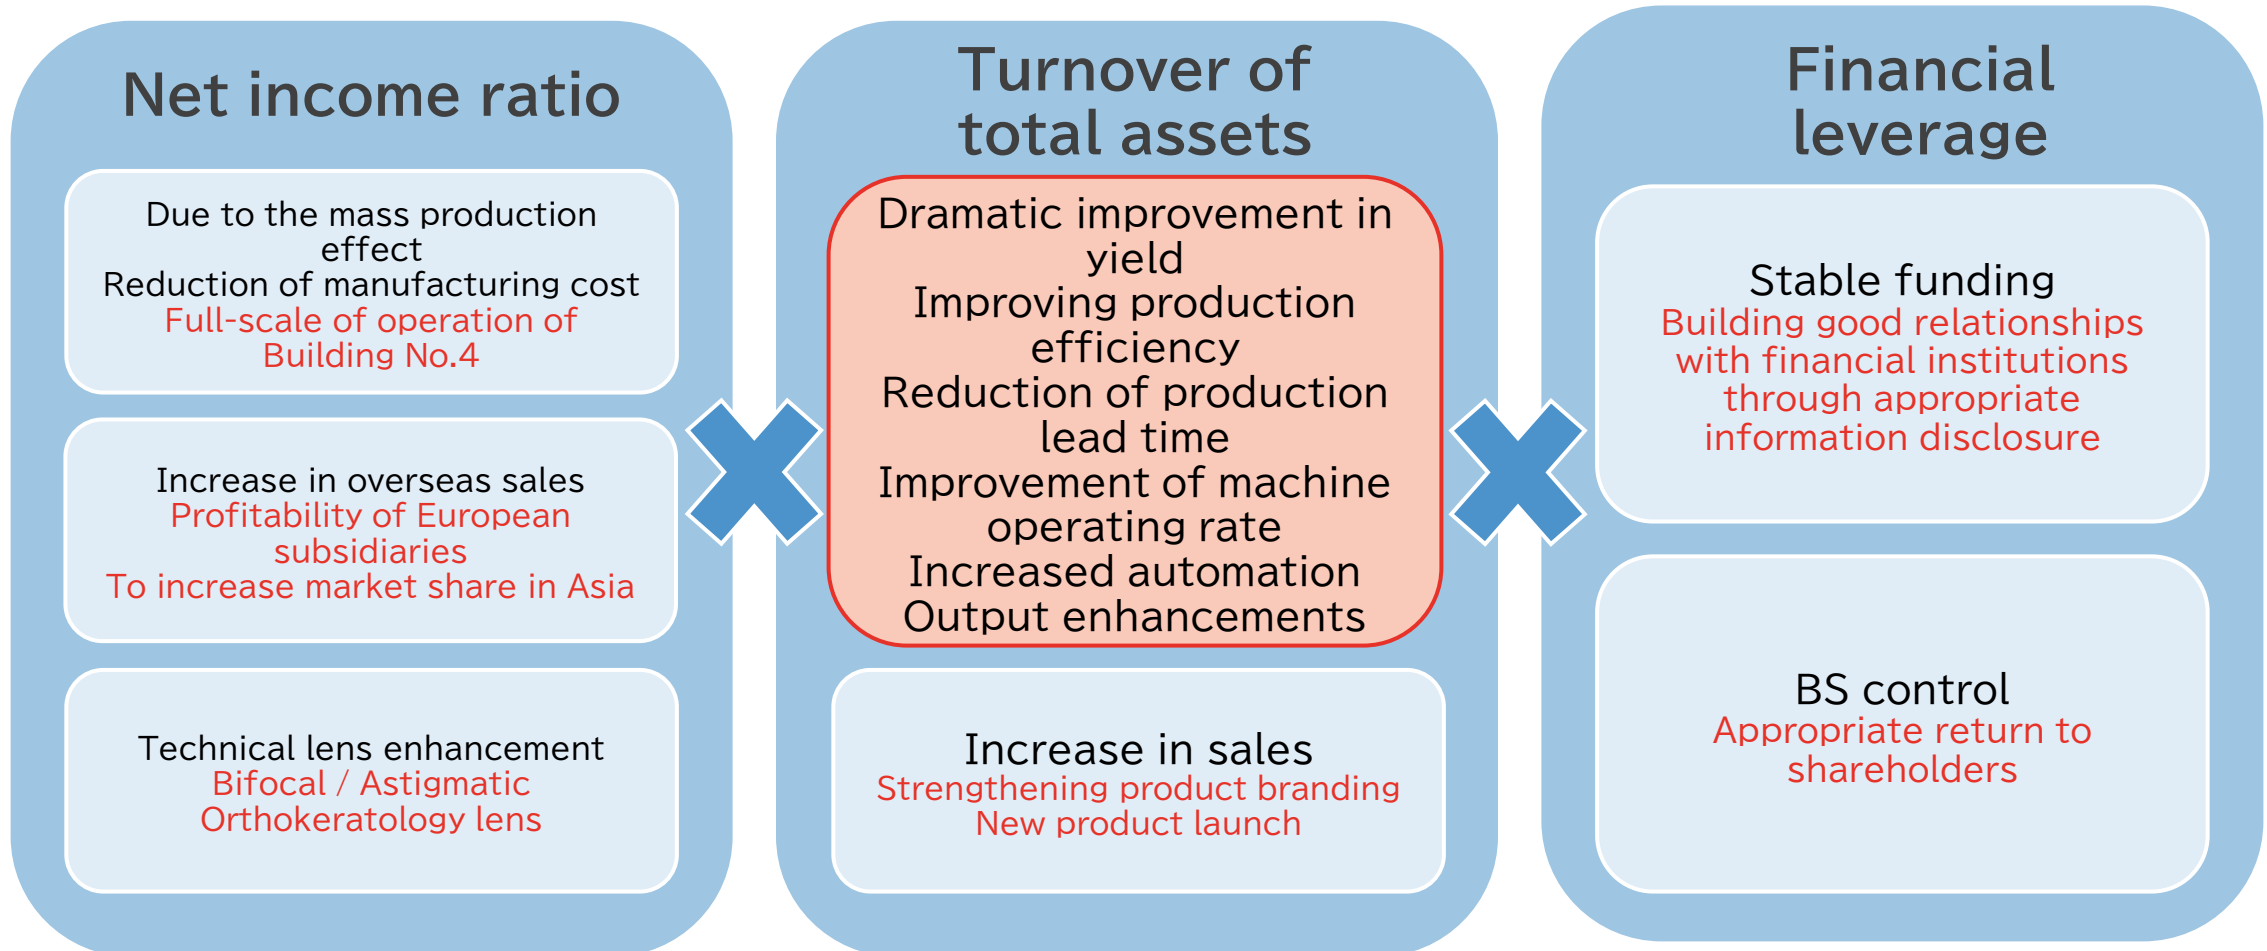 Net income ratio
Due to the mass production
effect
Reduction of manufacturing cost
Full-scale of operation of
Building No.4
Increase in overseas sales
Profitability of European
subsidiaries
To increase market share in Asia
Technical lens enhancement
Bifocal / Astigmatic
Orthokeratology lens
Turnover of
total assets
Dramatic improvement in
yield
Improving production
efficiency
Reduction of production
lead time
Improvement of machine
operating rate
Increased automation
Output enhancements
Increase in sales
Strengthening product branding
New product launch
Financial
leverage
Stable funding
Building good relationships
with financial institutions
through appropriate
information disclosure
BS control
Appropriate return to
shareholders